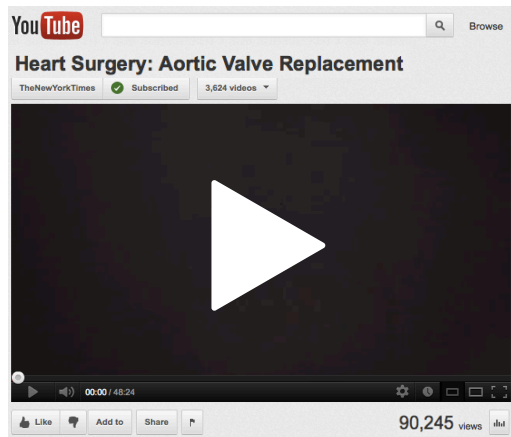 YouTube
Browse
Heart Surgery: Aortic Valve Replacement
TheNewYorkTimes Subscribed 3,624 videos
00:00 / 48:24
Like Add to Share 90,245 views